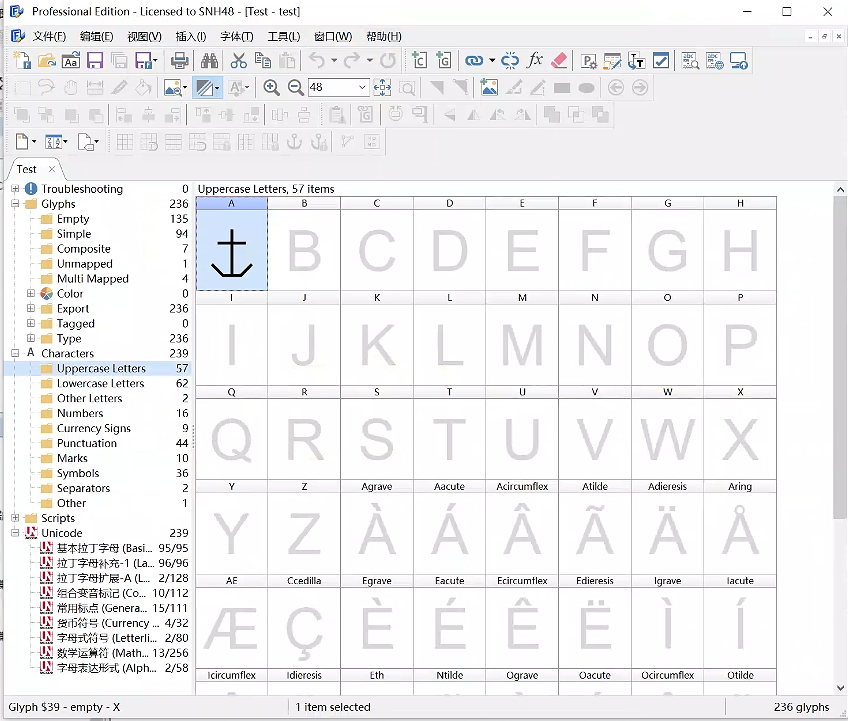 Professional Edition - Licensed to SNH48 - [Test - test]
文件(F) 编辑(E) 视图(V) 插入(I) 字体(T) 工具(L) 窗口(W) 帮助(H)
48
Test
Troubleshooting 0
Glyphs 236
Empty 135
Simple 94
Composite 7
Unmapped 1
Multi Mapped 4
Color 0
Export 236
Tagged 0
Type 236
Characters 239
Uppercase Letters 57
Lowercase Letters 62
Other Letters 2
Numbers 16
Currency Signs 9
Punctuation 44
Marks 10
Symbols 36
Separators 2
Other 1
Scripts
Unicode 239
基本拉丁字母 (Basi... 95/95
拉丁字母补充-1 (La... 96/96
拉丁字母扩展-A (L... 2/128
组合变音标记 (Co... 10/112
常用标点 (Genera... 15/111
货币符号 (Currency ... 4/32
字母式符号 (Letterli... 2/80
数学运算符 (Math... 13/256
字母表达形式 (Alph... 2/58
Uppercase Letters, 57 items
A B C D E F G H
B C D E F G H
I J K L M N O P
I J K L M N O P
Q R S T U V W X
Q R S T U V W X
Y Z Agrave Aacute Acircumflex Atilde Adieresis Aring
Y Z À Á Â Ã Ä Å
AE Ccedilla Egrave Eacute Ecircumflex Edieresis Igrave Iacute
Æ Ç È É Ê Ë Ì Í
Icircumflex Idieresis Eth Ntilde Ograve Oacute Ocircumflex Otilde
Glyph $39 - empty - X
1 item selected
236 glyphs